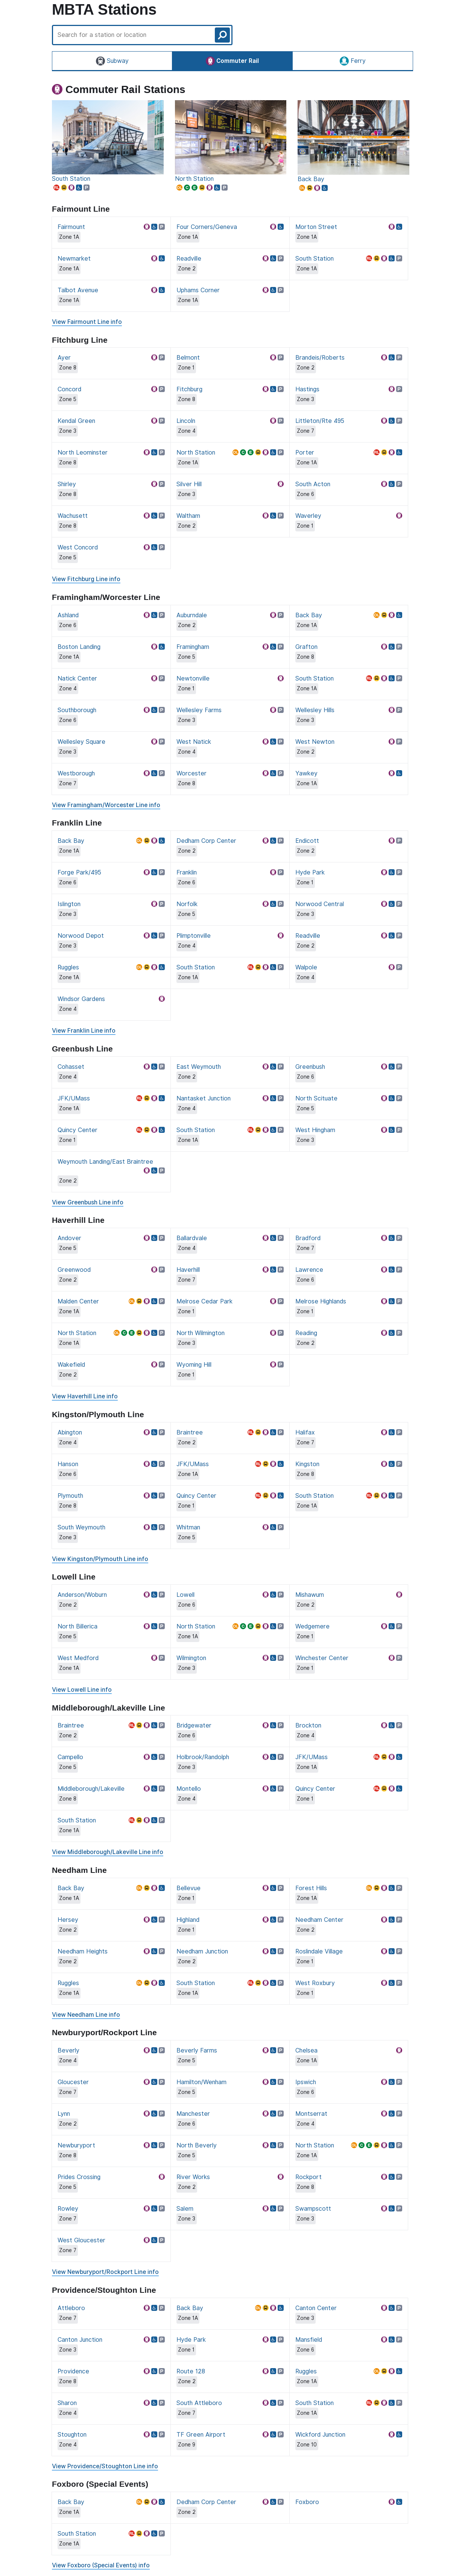 MBTA Stations
Search for a station or location
Subway
Commuter Rail
Ferry
Commuter Rail Stations
South Station
North Station
Back Bay
Fairmount Line
Fairmount
Zone 1A
Four Corners/Geneva
Zone 1A
Morton Street
Zone 1A
Newmarket
Zone 1A
Readville
Zone 2
South Station
Zone 1A
Talbot Avenue
Zone 1A
Uphams Corner
Zone 1A
View Fairmount Line info
Fitchburg Line
Ayer
Zone 8
Belmont
Zone 1
Brandeis/Roberts
Zone 2
Concord
Zone 5
Fitchburg
Zone 8
Hastings
Zone 3
Kendal Green
Zone 3
Lincoln
Zone 4
Littleton/Rte 495
Zone 7
North Leominster
Zone 8
North Station
Zone 1A
Porter
Zone 1A
Shirley
Zone 8
Silver Hill
Zone 3
South Acton
Zone 6
Wachusett
Zone 8
Waltham
Zone 2
Waverley
Zone 1
West Concord
Zone 5
View Fitchburg Line info
Framingham/Worcester Line
Ashland
Zone 6
Auburndale
Zone 2
Back Bay
Zone 1A
Boston Landing
Zone 1A
Framingham
Zone 5
Grafton
Zone 8
Natick Center
Zone 4
Newtonville
Zone 1
South Station
Zone 1A
Southborough
Zone 6
Wellesley Farms
Zone 3
Wellesley Hills
Zone 3
Wellesley Square
Zone 3
West Natick
Zone 4
West Newton
Zone 2
Westborough
Zone 7
Worcester
Zone 8
Yawkey
Zone 1A
View Framingham/Worcester Line info
Franklin Line
Back Bay
Zone 1A
Dedham Corp Center
Zone 2
Endicott
Zone 2
Forge Park/495
Zone 6
Franklin
Zone 6
Hyde Park
Zone 1
Islington
Zone 3
Norfolk
Zone 5
Norwood Central
Zone 3
Norwood Depot
Zone 3
Plimptonville
Zone 4
Readville
Zone 2
Ruggles
Zone 1A
South Station
Zone 1A
Walpole
Zone 4
Windsor Gardens
Zone 4
View Franklin Line info
Greenbush Line
Cohasset
Zone 4
East Weymouth
Zone 2
Greenbush
Zone 6
JFK/UMass
Zone 1A
Nantasket Junction
Zone 4
North Scituate
Zone 5
Quincy Center
Zone 1
South Station
Zone 1A
West Hingham
Zone 3
Weymouth Landing/East Braintree
Zone 2
View Greenbush Line info
Haverhill Line
Andover
Zone 5
Ballardvale
Zone 4
Bradford
Zone 7
Greenwood
Zone 2
Haverhill
Zone 7
Lawrence
Zone 6
Malden Center
Zone 1A
Melrose Cedar Park
Zone 1
Melrose Highlands
Zone 1
North Station
Zone 1A
North Wilmington
Zone 3
Reading
Zone 2
Wakefield
Zone 2
Wyoming Hill
Zone 1
View Haverhill Line info
Kingston/Plymouth Line
Abington
Zone 4
Braintree
Zone 2
Halifax
Zone 7
Hanson
Zone 6
JFK/UMass
Zone 1A
Kingston
Zone 8
Plymouth
Zone 8
Quincy Center
Zone 1
South Station
Zone 1A
South Weymouth
Zone 3
Whitman
Zone 5
View Kingston/Plymouth Line info
Lowell Line
Anderson/Woburn
Zone 2
Lowell
Zone 6
Mishawum
Zone 2
North Billerica
Zone 5
North Station
Zone 1A
Wedgemere
Zone 1
West Medford
Zone 1A
Wilmington
Zone 3
Winchester Center
Zone 1
View Lowell Line info
Middleborough/Lakeville Line
Braintree
Zone 2
Bridgewater
Zone 6
Brockton
Zone 4
Campello
Zone 5
Holbrook/Randolph
Zone 3
JFK/UMass
Zone 1A
Middleborough/Lakeville
Zone 8
Montello
Zone 4
Quincy Center
Zone 1
South Station
Zone 1A
View Middleborough/Lakeville Line info
Needham Line
Back Bay
Zone 1A
Bellevue
Zone 1
Forest Hills
Zone 1A
Hersey
Zone 2
Highland
Zone 1
Needham Center
Zone 2
Needham Heights
Zone 2
Needham Junction
Zone 2
Roslindale Village
Zone 1
Ruggles
Zone 1A
South Station
Zone 1A
West Roxbury
Zone 1
View Needham Line info
Newburyport/Rockport Line
Beverly
Zone 4
Beverly Farms
Zone 5
Chelsea
Zone 1A
Gloucester
Zone 7
Hamilton/Wenham
Zone 5
Ipswich
Zone 6
Lynn
Zone 2
Manchester
Zone 6
Montserrat
Zone 4
Newburyport
Zone 8
North Beverly
Zone 5
North Station
Zone 1A
Prides Crossing
Zone 5
River Works
Zone 2
Rockport
Zone 8
Rowley
Zone 7
Salem
Zone 3
Swampscott
Zone 3
West Gloucester
Zone 7
View Newburyport/Rockport Line info
Providence/Stoughton Line
Attleboro
Zone 7
Back Bay
Zone 1A
Canton Center
Zone 3
Canton Junction
Zone 3
Hyde Park
Zone 1
Mansfield
Zone 6
Providence
Zone 8
Route 128
Zone 2
Ruggles
Zone 1A
Sharon
Zone 4
South Attleboro
Zone 7
South Station
Zone 1A
Stoughton
Zone 4
TF Green Airport
Zone 9
Wickford Junction
Zone 10
View Providence/Stoughton Line info
Foxboro (Special Events)
Back Bay
Zone 1A
Dedham Corp Center
Zone 2
Foxboro
South Station
Zone 1A
View Foxboro (Special Events) info